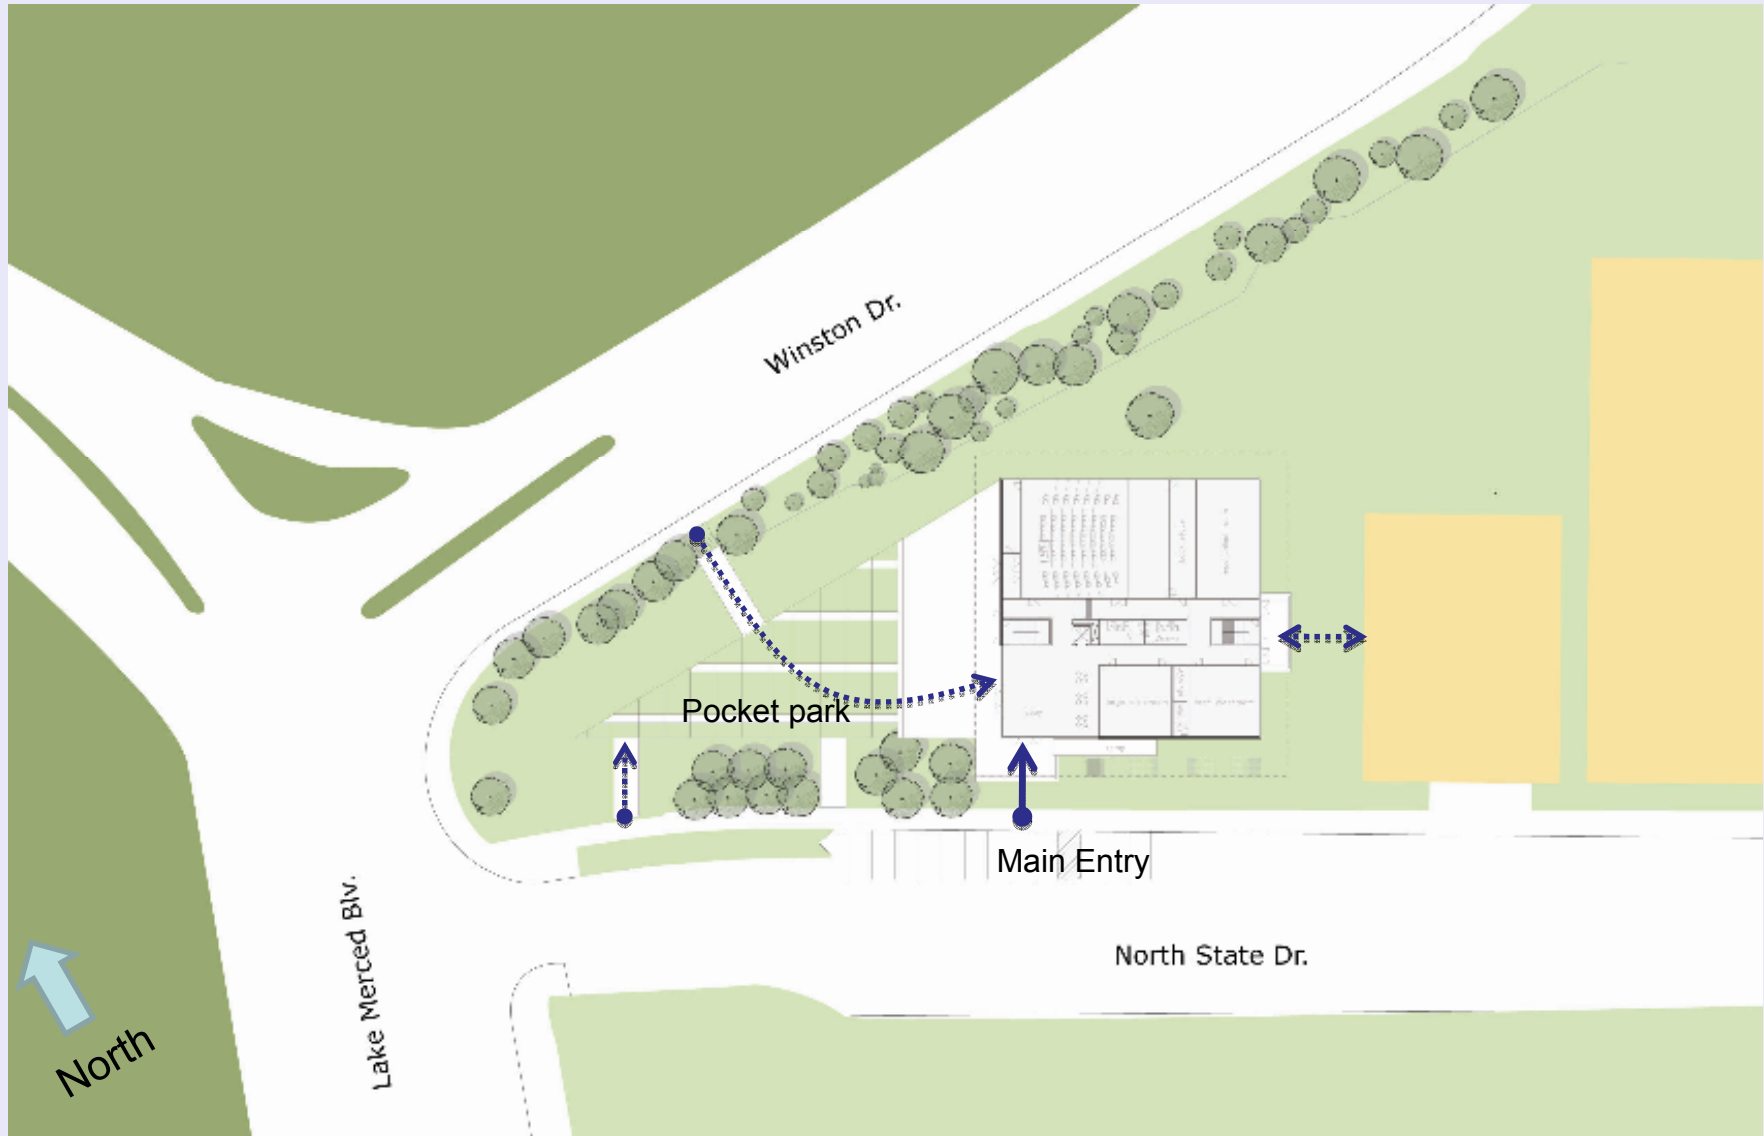 Winston Dr.
Pocket park
Main Entry
North State Dr.
Lake Merced Blv.
North